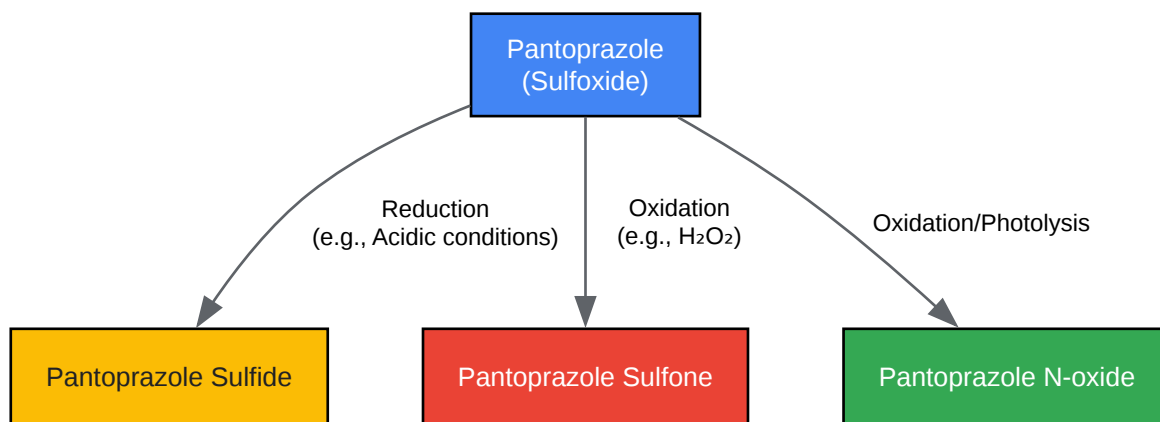 Pantoprazole
(Sulfoxide)
Reduction
(e.g., Acidic conditions)
Oxidation
(e.g., H₂O₂)
Oxidation/Photolysis
Pantoprazole Sulfide
Pantoprazole Sulfone
Pantoprazole N-oxide